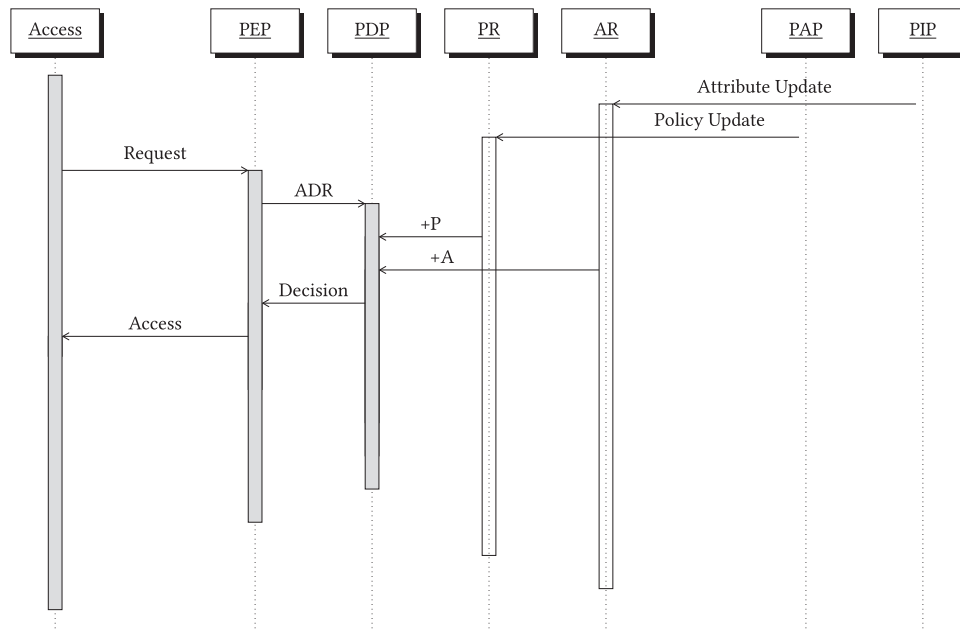 Access
PEP
PDP
PR
AR
PAP
PIP
Attribute Update
Policy Update
Request
ADR
+P
+A
Decision
Access